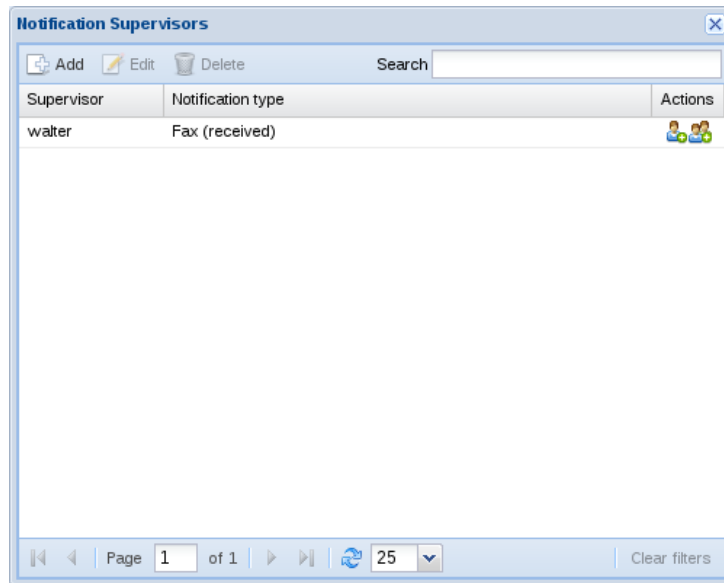 Notification Supervisors
Add Edit Delete Search
Supervisor Notification type Actions
walter Fax (received)
Page 1 of 1 25 Clear filters